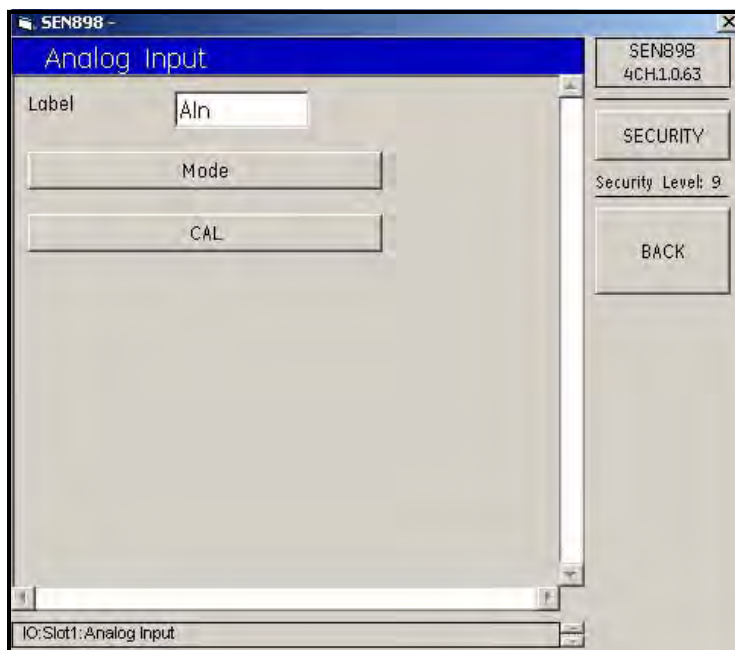 SEN898 -
Analog Input
Label
AIn
Mode
CAL
SEN898
4CH.1.0.63
SECURITY
Security Level: 9
BACK
IO:Slot1:Analog Input